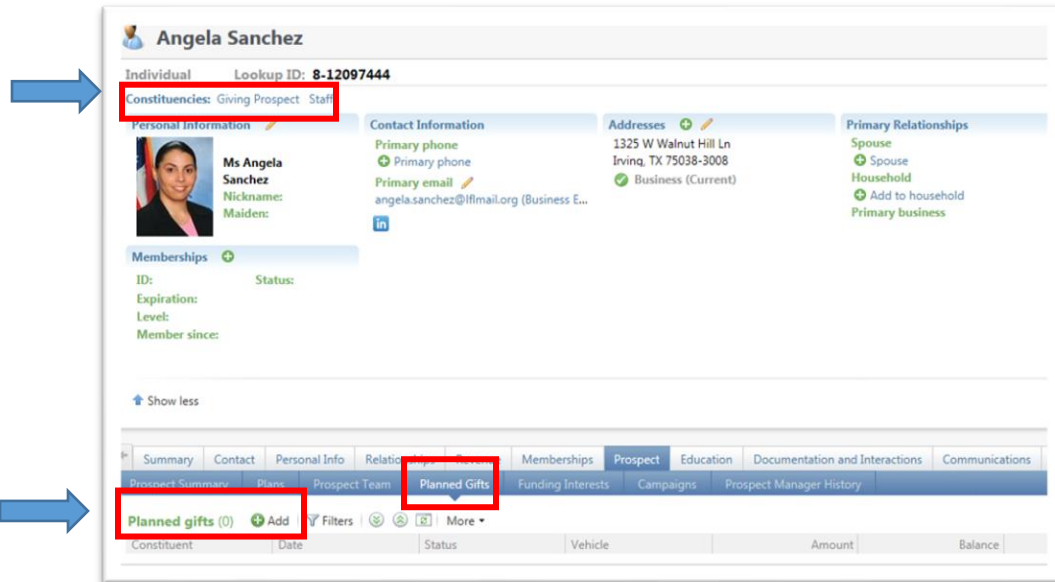 Angela Sanchez
Individual Lookup ID: 8-12097444
Constituencies: Giving Prospect Staff
Personal Information
Ms Angela
Sanchez
Nickname:
Maiden:
Contact Information
Primary phone
Primary phone
Primary email
angela.sanchez@lflmail.org (Business E...
in
Addresses
1325 W Walnut Hill Ln
Irving, TX 75038-3008
Business (Current)
Primary Relationships
Spouse
Spouse
Household
Add to household
Primary business
Memberships
ID: Status:
Expiration:
Level:
Member since:
Show less
Summary Contact Personal Info Relationships Revenue Memberships Prospect Education Documentation and Interactions Communications
Prospect Summary Plans Prospect Team Planned Gifts Funding Interests Campaigns Prospect Manager History
Planned gifts (0) Add Filters More
Constituent Date Status Vehicle Amount Balance